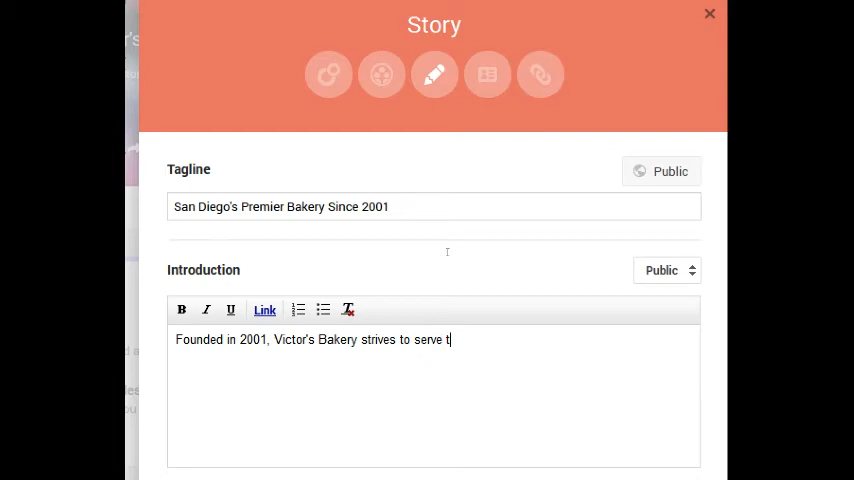 Story
Tagline
Public
San Diego's Premier Bakery Since 2001
Introduction
Public
B I U Link
Founded in 2001, Victor's Bakery strives to serve t